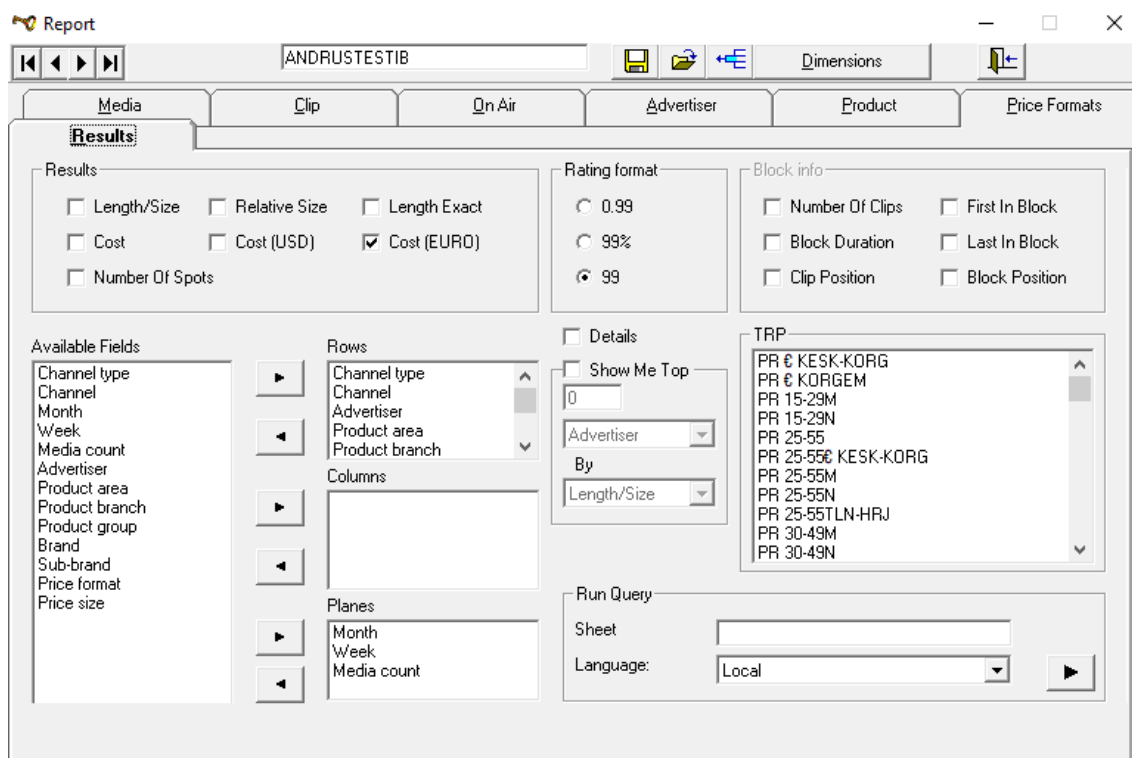 Report
ANDRUSTESTIB
Dimensions
Media
Clip
On Air
Advertiser
Product
Price Formats
Results
Results
Length/Size
Relative Size
Length Exact
Cost
Cost (USD)
Cost (EURO)
Number Of Spots
Rating format
0.99
99%
99
Block info
Number Of Clips
First In Block
Block Duration
Last In Block
Clip Position
Block Position
Available Fields
Channel type
Channel
Month
Week
Media count
Advertiser
Product area
Product branch
Product group
Brand
Sub-brand
Price format
Price size
Rows
Channel type
Channel
Advertiser
Product area
Product branch
Columns
Planes
Month
Week
Media count
Details
Show Me Top
0
Advertiser
By
Length/Size
TRP
PR € KESK-KORG
PR € KORGEM
PR 15-29M
PR 15-29N
PR 25-55
PR 25-55€ KESK-KORG
PR 25-55M
PR 25-55N
PR 25-55TLN-HRJ
PR 30-49M
PR 30-49N
Run Query
Sheet
Language:
Local